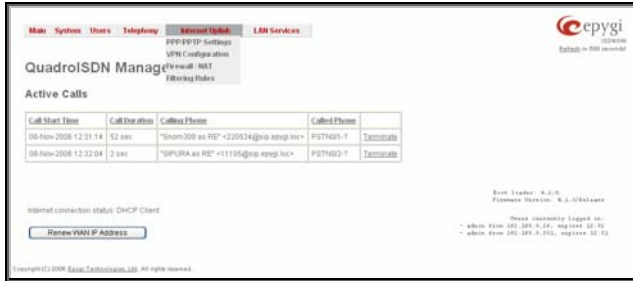 Main System Users Telephony Internet Uplink LAN Services
epygi
ISDNGW
Refresh in 590 seconds
PPP/PPTP Settings
VPN Configuration
Firewall / NAT
Filtering Rules
QuadroISDN Manage
Active Calls
Call Start Time Call Duration Calling Phone Called Phone
08-Nov-2006 12:31:14 52 sec "Snom300 as RE" <220534@sip.epygi.loc> PSTN0/1-? Terminate
08-Nov-2006 12:32:04 2 sec "SIPURA as RE" <11105@sip.epygi.loc> PSTN0/2-? Terminate
Boot loader: 4.1.0
Firmware Version: 4.1.3/Release
Internet connection status: DHCP Client
Users currently logged in:
Renew WAN IP Address
Copyright (C) 2006 Epygi Technologies, Ltd. All rights reserved.